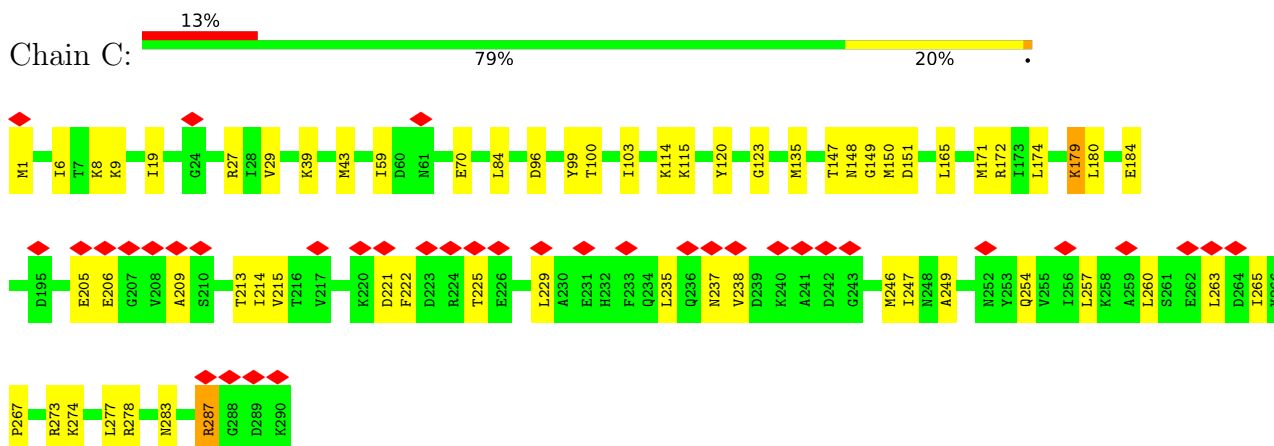 13%
Chain C:
79% 20% •
M1 I6 T7 K8 K9 I19 G24 R27 I28 V29 K39 M43 I59 D60 N61 E70 L84 D96 Y99 T100 I103 K114 K115 Y120 G123 M135 T147 N148 G149 M150 D151 L165 M171 R172 I173 L174 K179 L180 E184
D195 E205 E206 G207 V208 A209 S210 T213 I214 V215 T216 V217 K220 D221 F222 D223 R224 T225 E226 L229 A230 E231 H232 F233 Q234 L235 Q236 N237 V238 D239 K240 A241 D242 G243 M246 I247 N248 A249 N252 Y253 Q254 V255 I256 L257 K258 A259 L260 S261 E262 L263 D264 I265
P267 R273 K274 L277 R278 N283 R287 G288 D289 K290